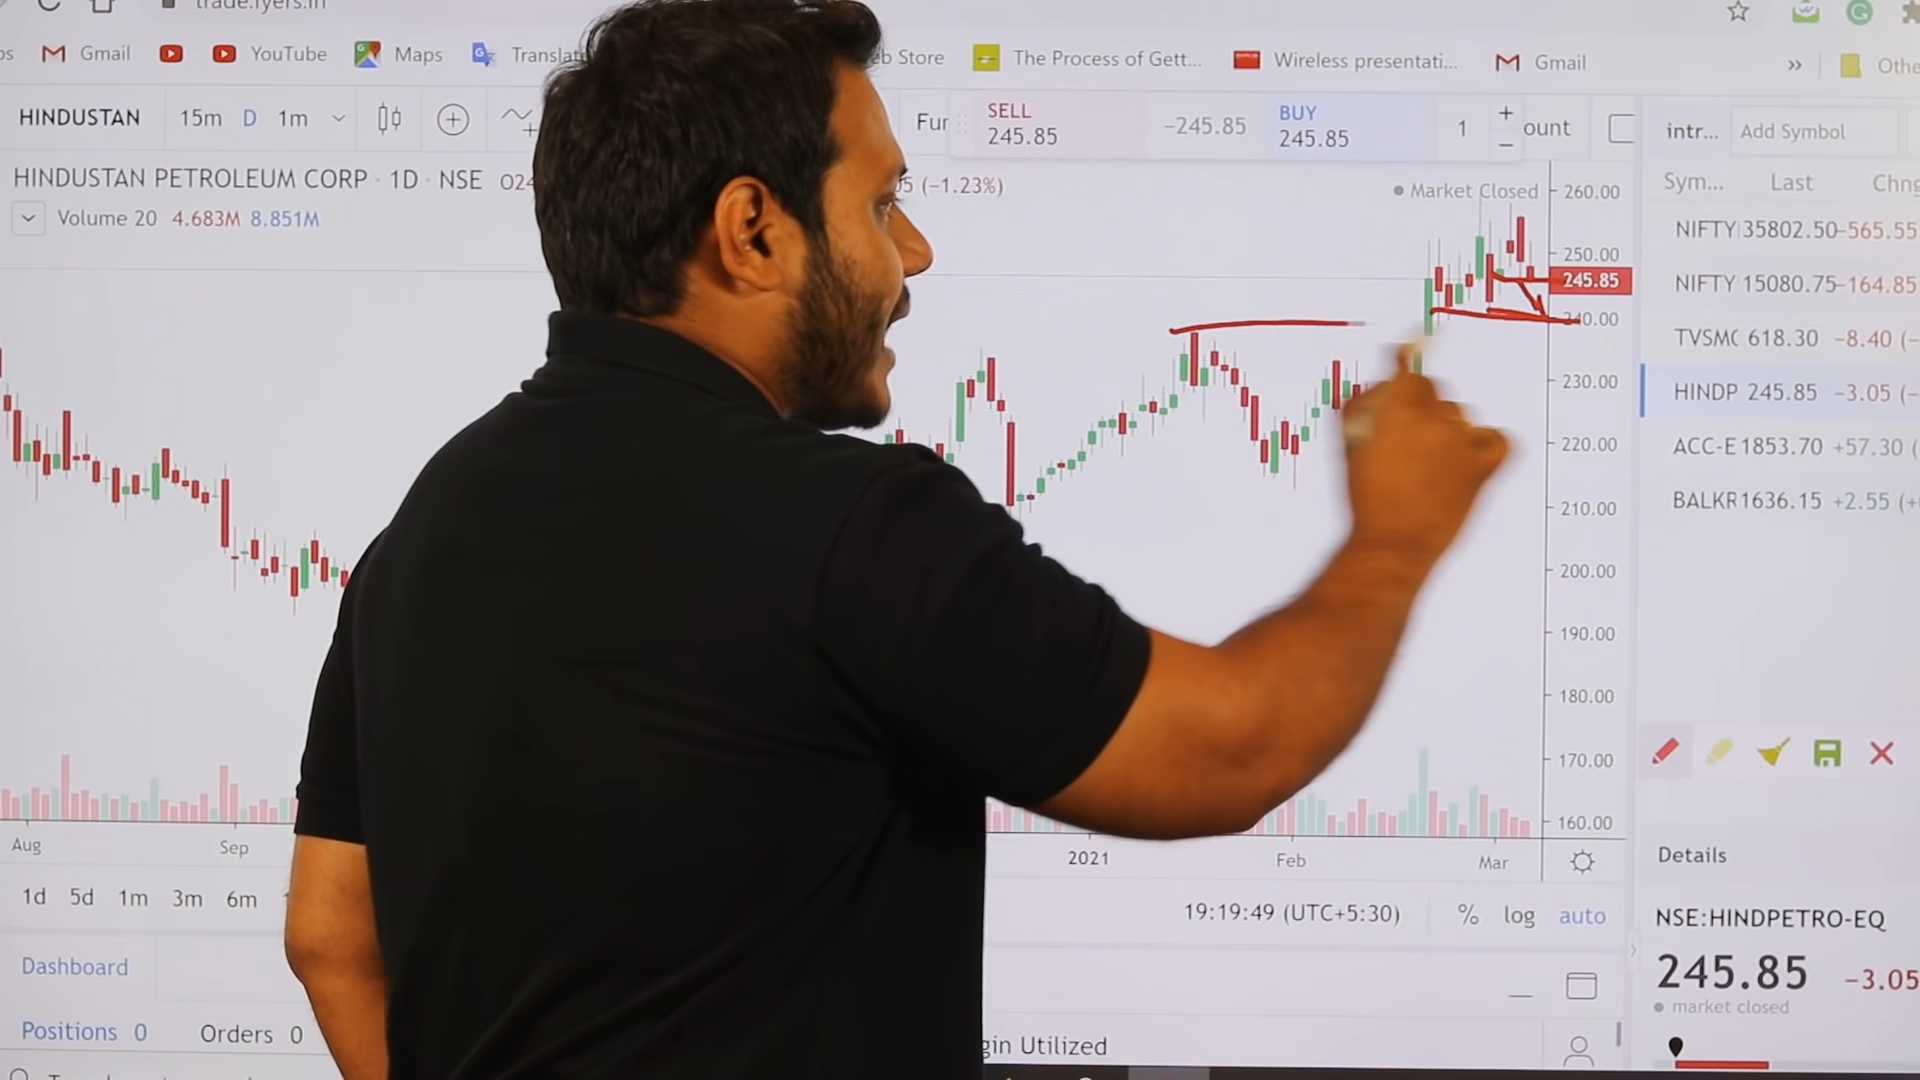 trade.fyers.in
Gmail YouTube Maps Store The Process of Gett... Wireless presentati... Gmail »
HINDUSTAN 15m D 1m
SELL 245.85 −245.85 BUY 245.85 1 + −
intr... Add Symbol
HINDUSTAN PETROLEUM CORP · 1D · NSE (−1.23%)
Market Closed
Volume 20 4.683M 8.851M
Sym... Last Chng
NIFTY 35802.50 −565.55
NIFTY 15080.75 −164.85
TVSM 618.30 −8.40 (−
HINDP 245.85 −3.05 (−
ACC-E 1853.70 +57.30 (
BALKR 1636.15 +2.55 (+
260.00
250.00
245.85
240.00
230.00
220.00
210.00
200.00
190.00
180.00
170.00
160.00
Aug Sep 2021 Feb Mar
1d 5d 1m 3m 6m
19:19:49 (UTC+5:30) % log auto
Details
NSE:HINDPETRO-EQ
245.85 −3.05
market closed
Dashboard
Positions 0 Orders 0
Utilized